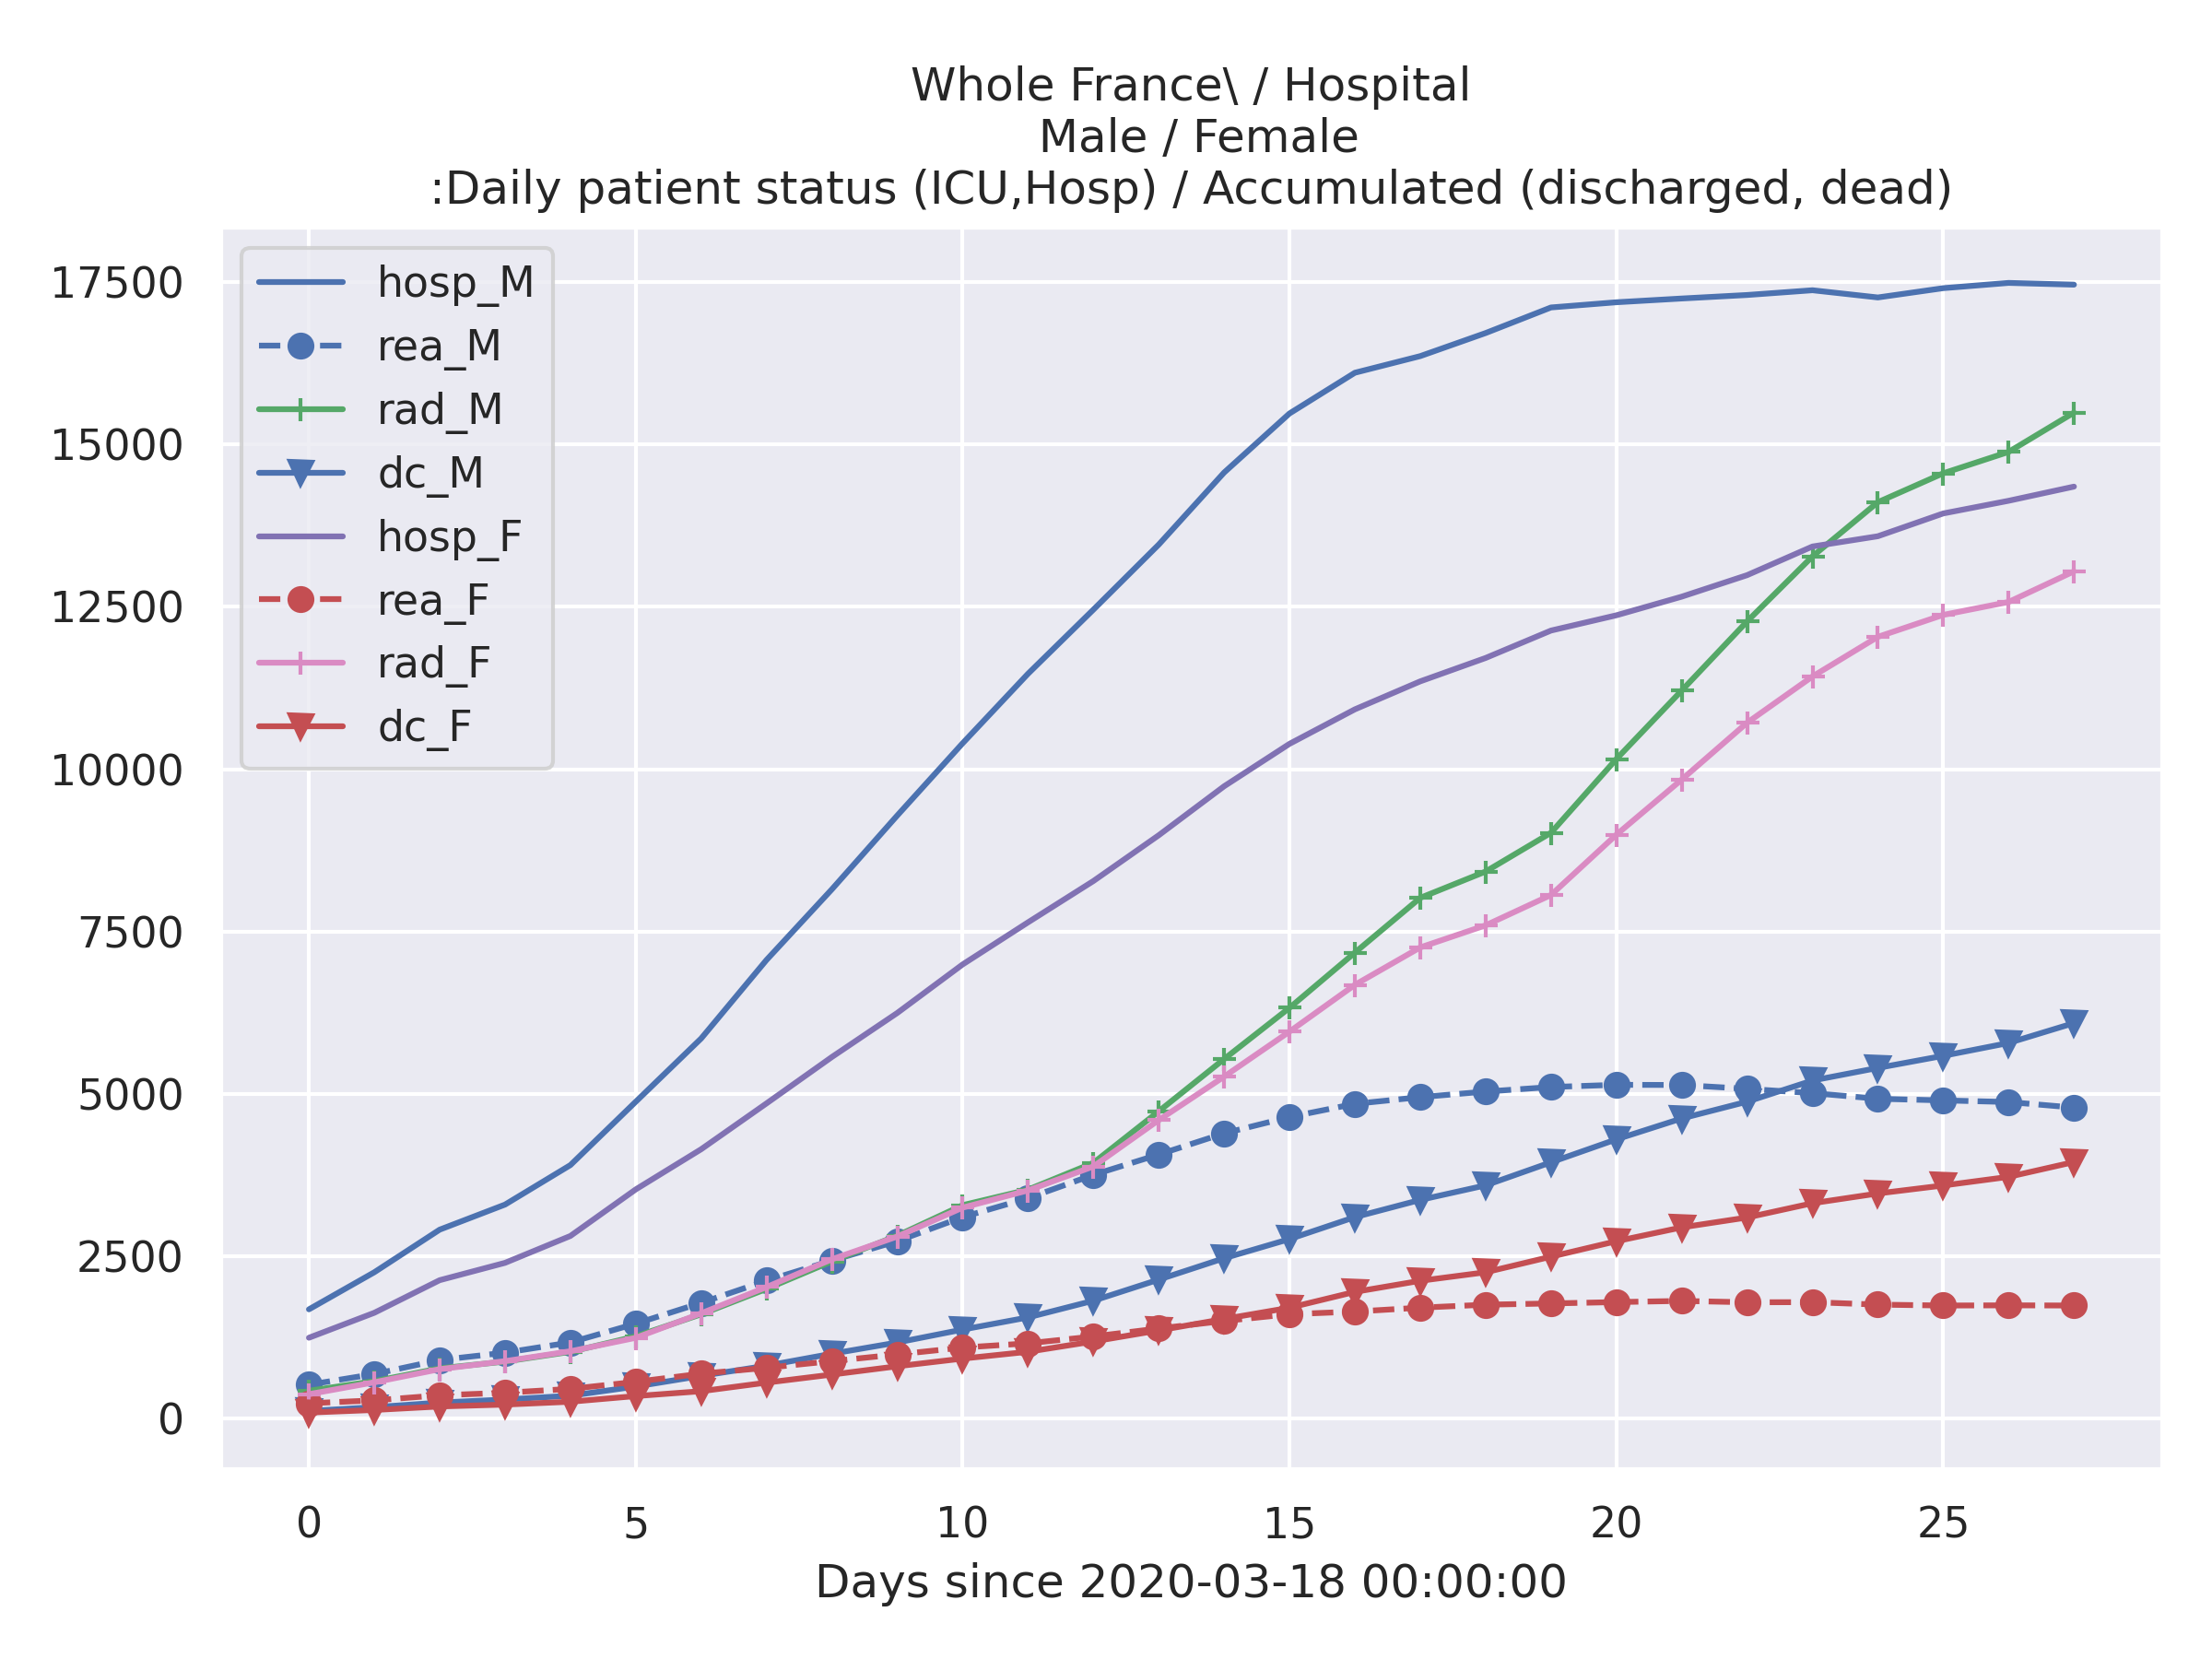 Whole France\ / Hospital
Male / Female
:Daily patient status (ICU,Hosp) / Accumulated (discharged, dead)
17500
15000
12500
10000
7500
5000
2500
0
hosp_M
rea_M
rad_M
dc_M
hosp_F
rea_F
rad_F
dc_F
0 5 10 15 20 25
Days since 2020-03-18 00:00:00